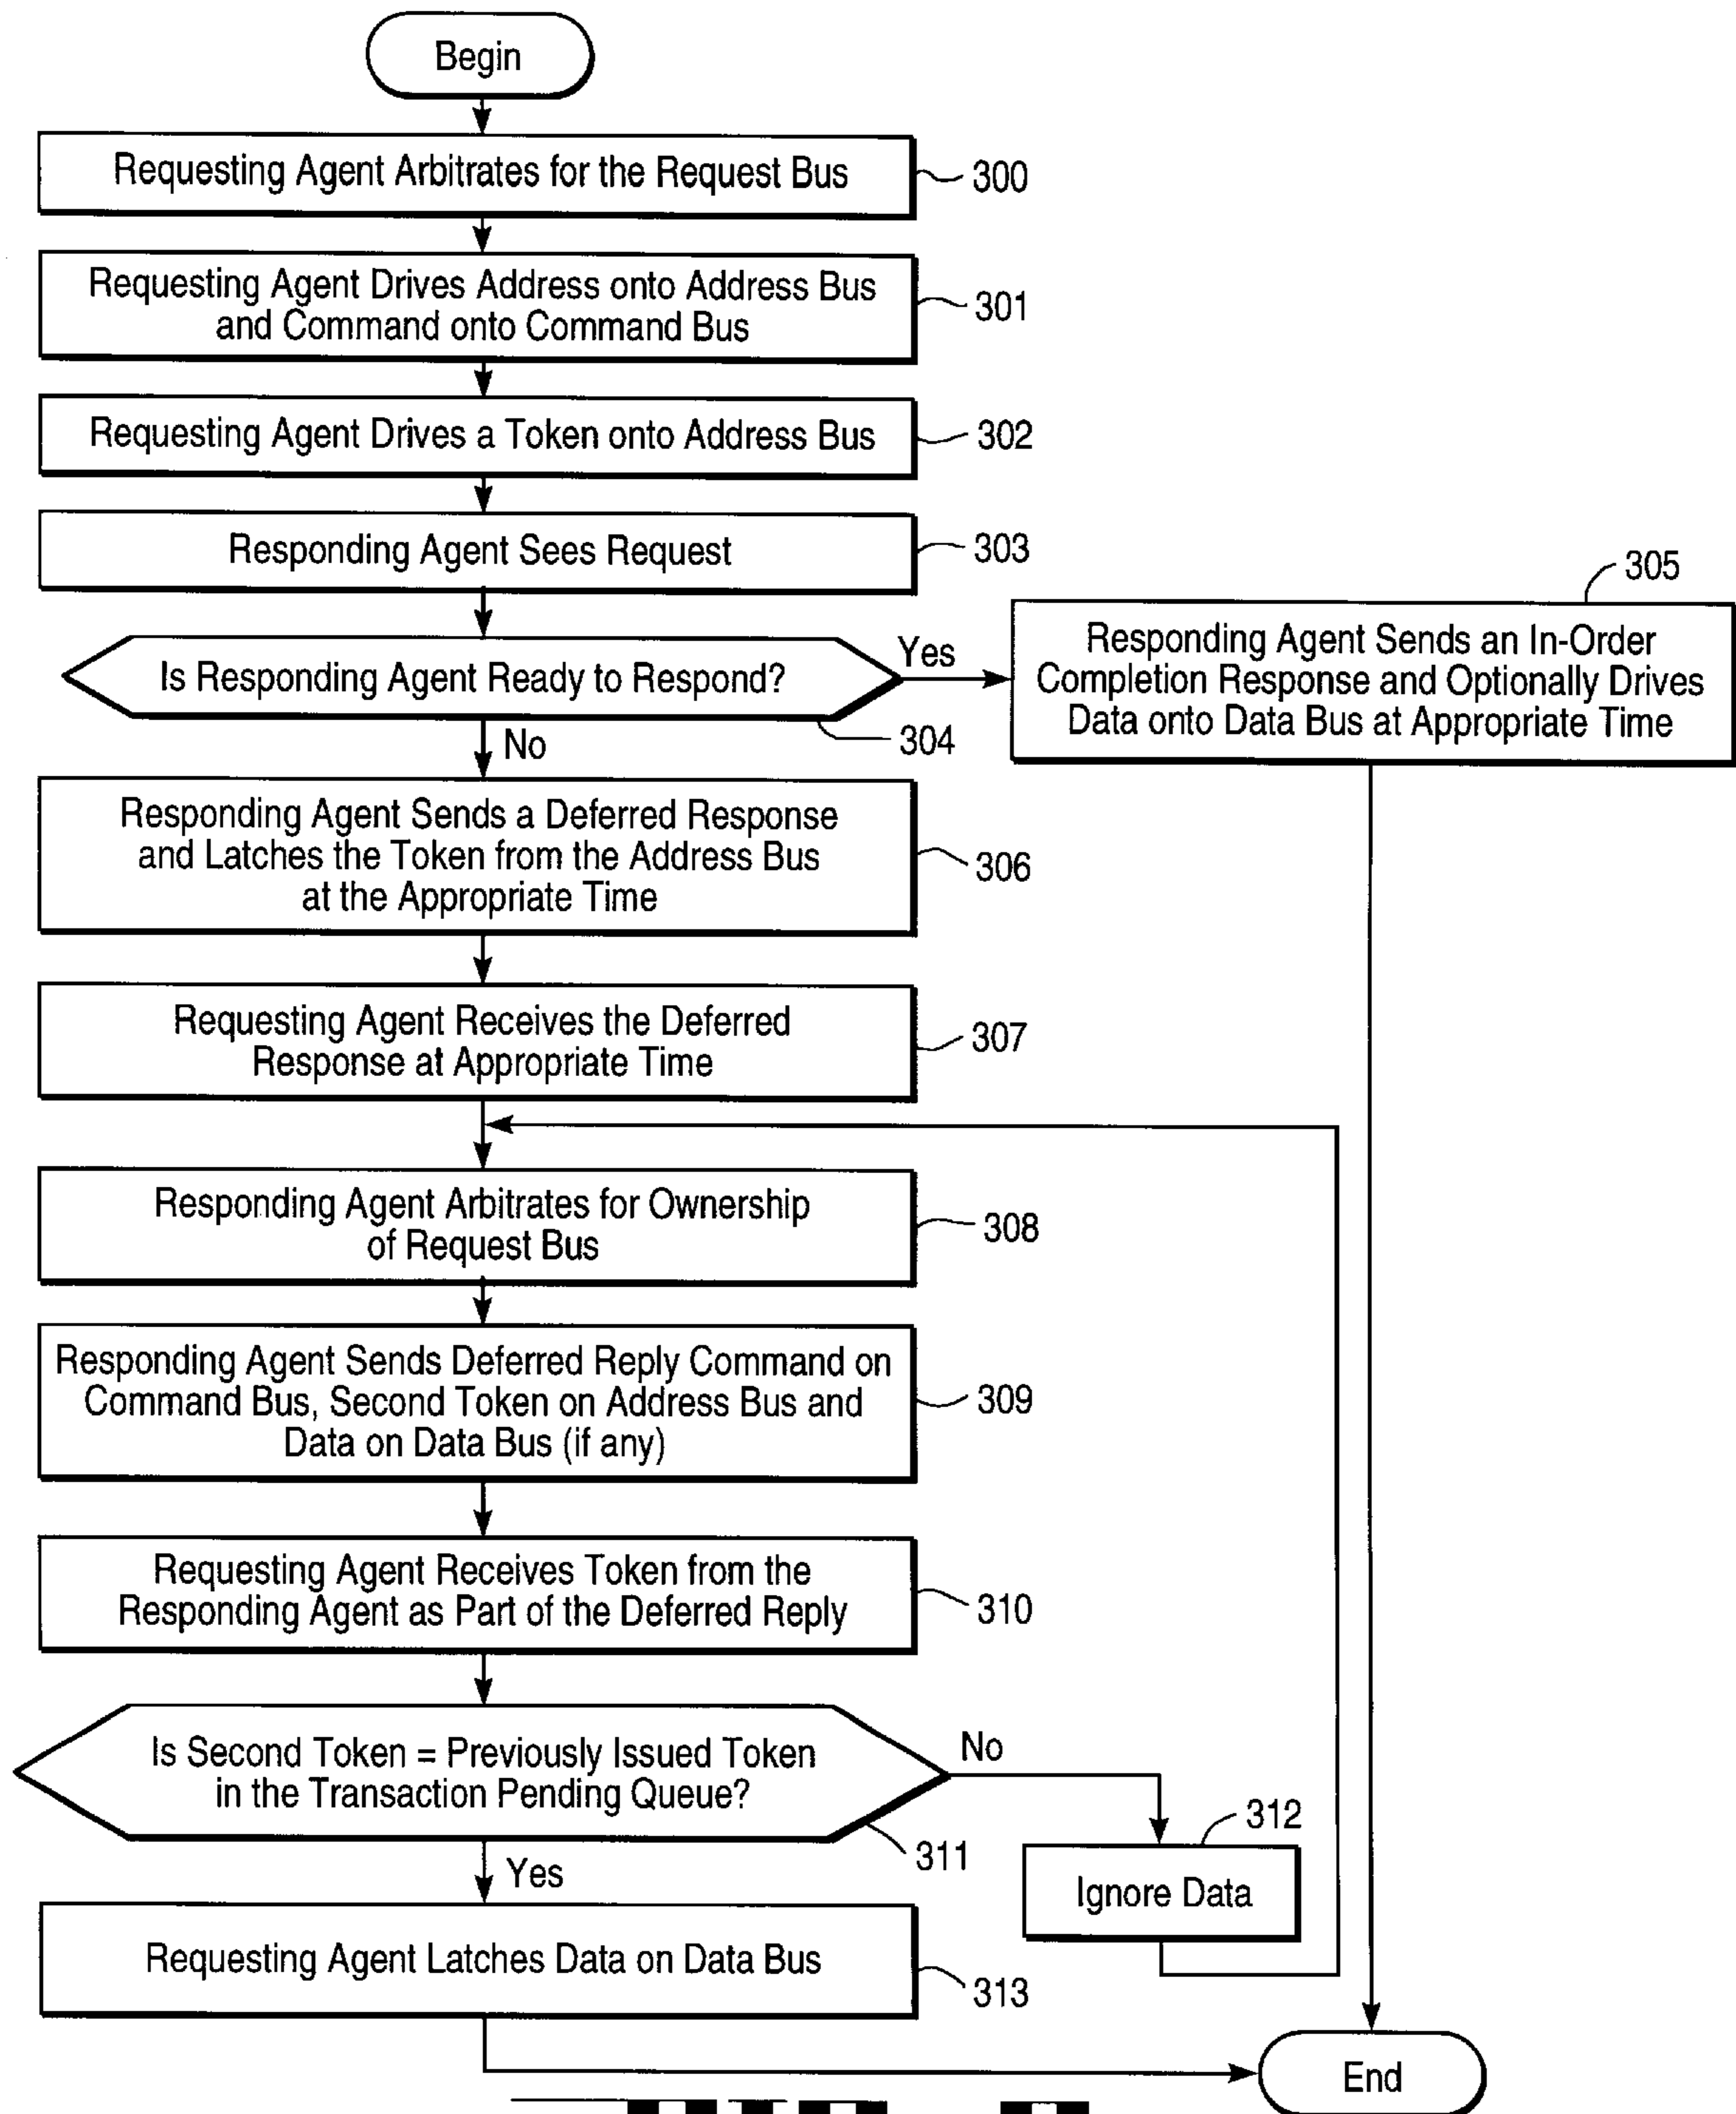 Begin
Requesting Agent Arbitrates for the Request Bus
300
Requesting Agent Drives Address onto Address Bus
and Command onto Command Bus
301
Requesting Agent Drives a Token onto Address Bus
302
Responding Agent Sees Request
303
Is Responding Agent Ready to Respond?
304
Yes
305
Responding Agent Sends an In-Order
Completion Response and Optionally Drives
Data onto Data Bus at Appropriate Time
No
Responding Agent Sends a Deferred Response
and Latches the Token from the Address Bus
at the Appropriate Time
306
Requesting Agent Receives the Deferred
Response at Appropriate Time
307
Responding Agent Arbitrates for Ownership
of Request Bus
308
Responding Agent Sends Deferred Reply Command on
Command Bus, Second Token on Address Bus and
Data on Data Bus (if any)
309
Requesting Agent Receives Token from the
Responding Agent as Part of the Deferred Reply
310
Is Second Token = Previously Issued Token
in the Transaction Pending Queue?
311
No
312
Ignore Data
Yes
Requesting Agent Latches Data on Data Bus
313
End